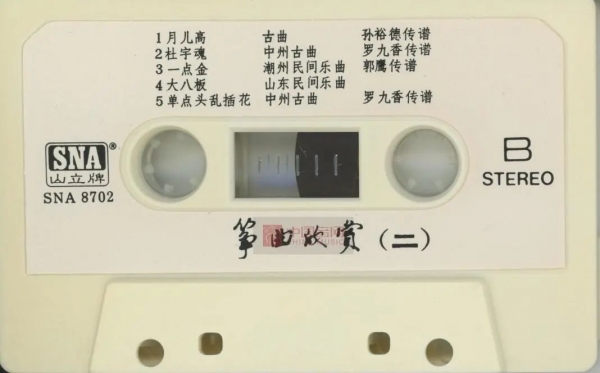 1月儿高 古曲 孙裕德传谱
2杜宇魂 中州古曲 罗九香传谱
3一点金 潮州民间乐曲 郭鹰传谱
4大八板 山东民间乐曲
5单点头乱插花 中州古曲 罗九香传谱
SNA®
山立牌
SNA 8702
B
STEREO
筝曲欣赏(二)